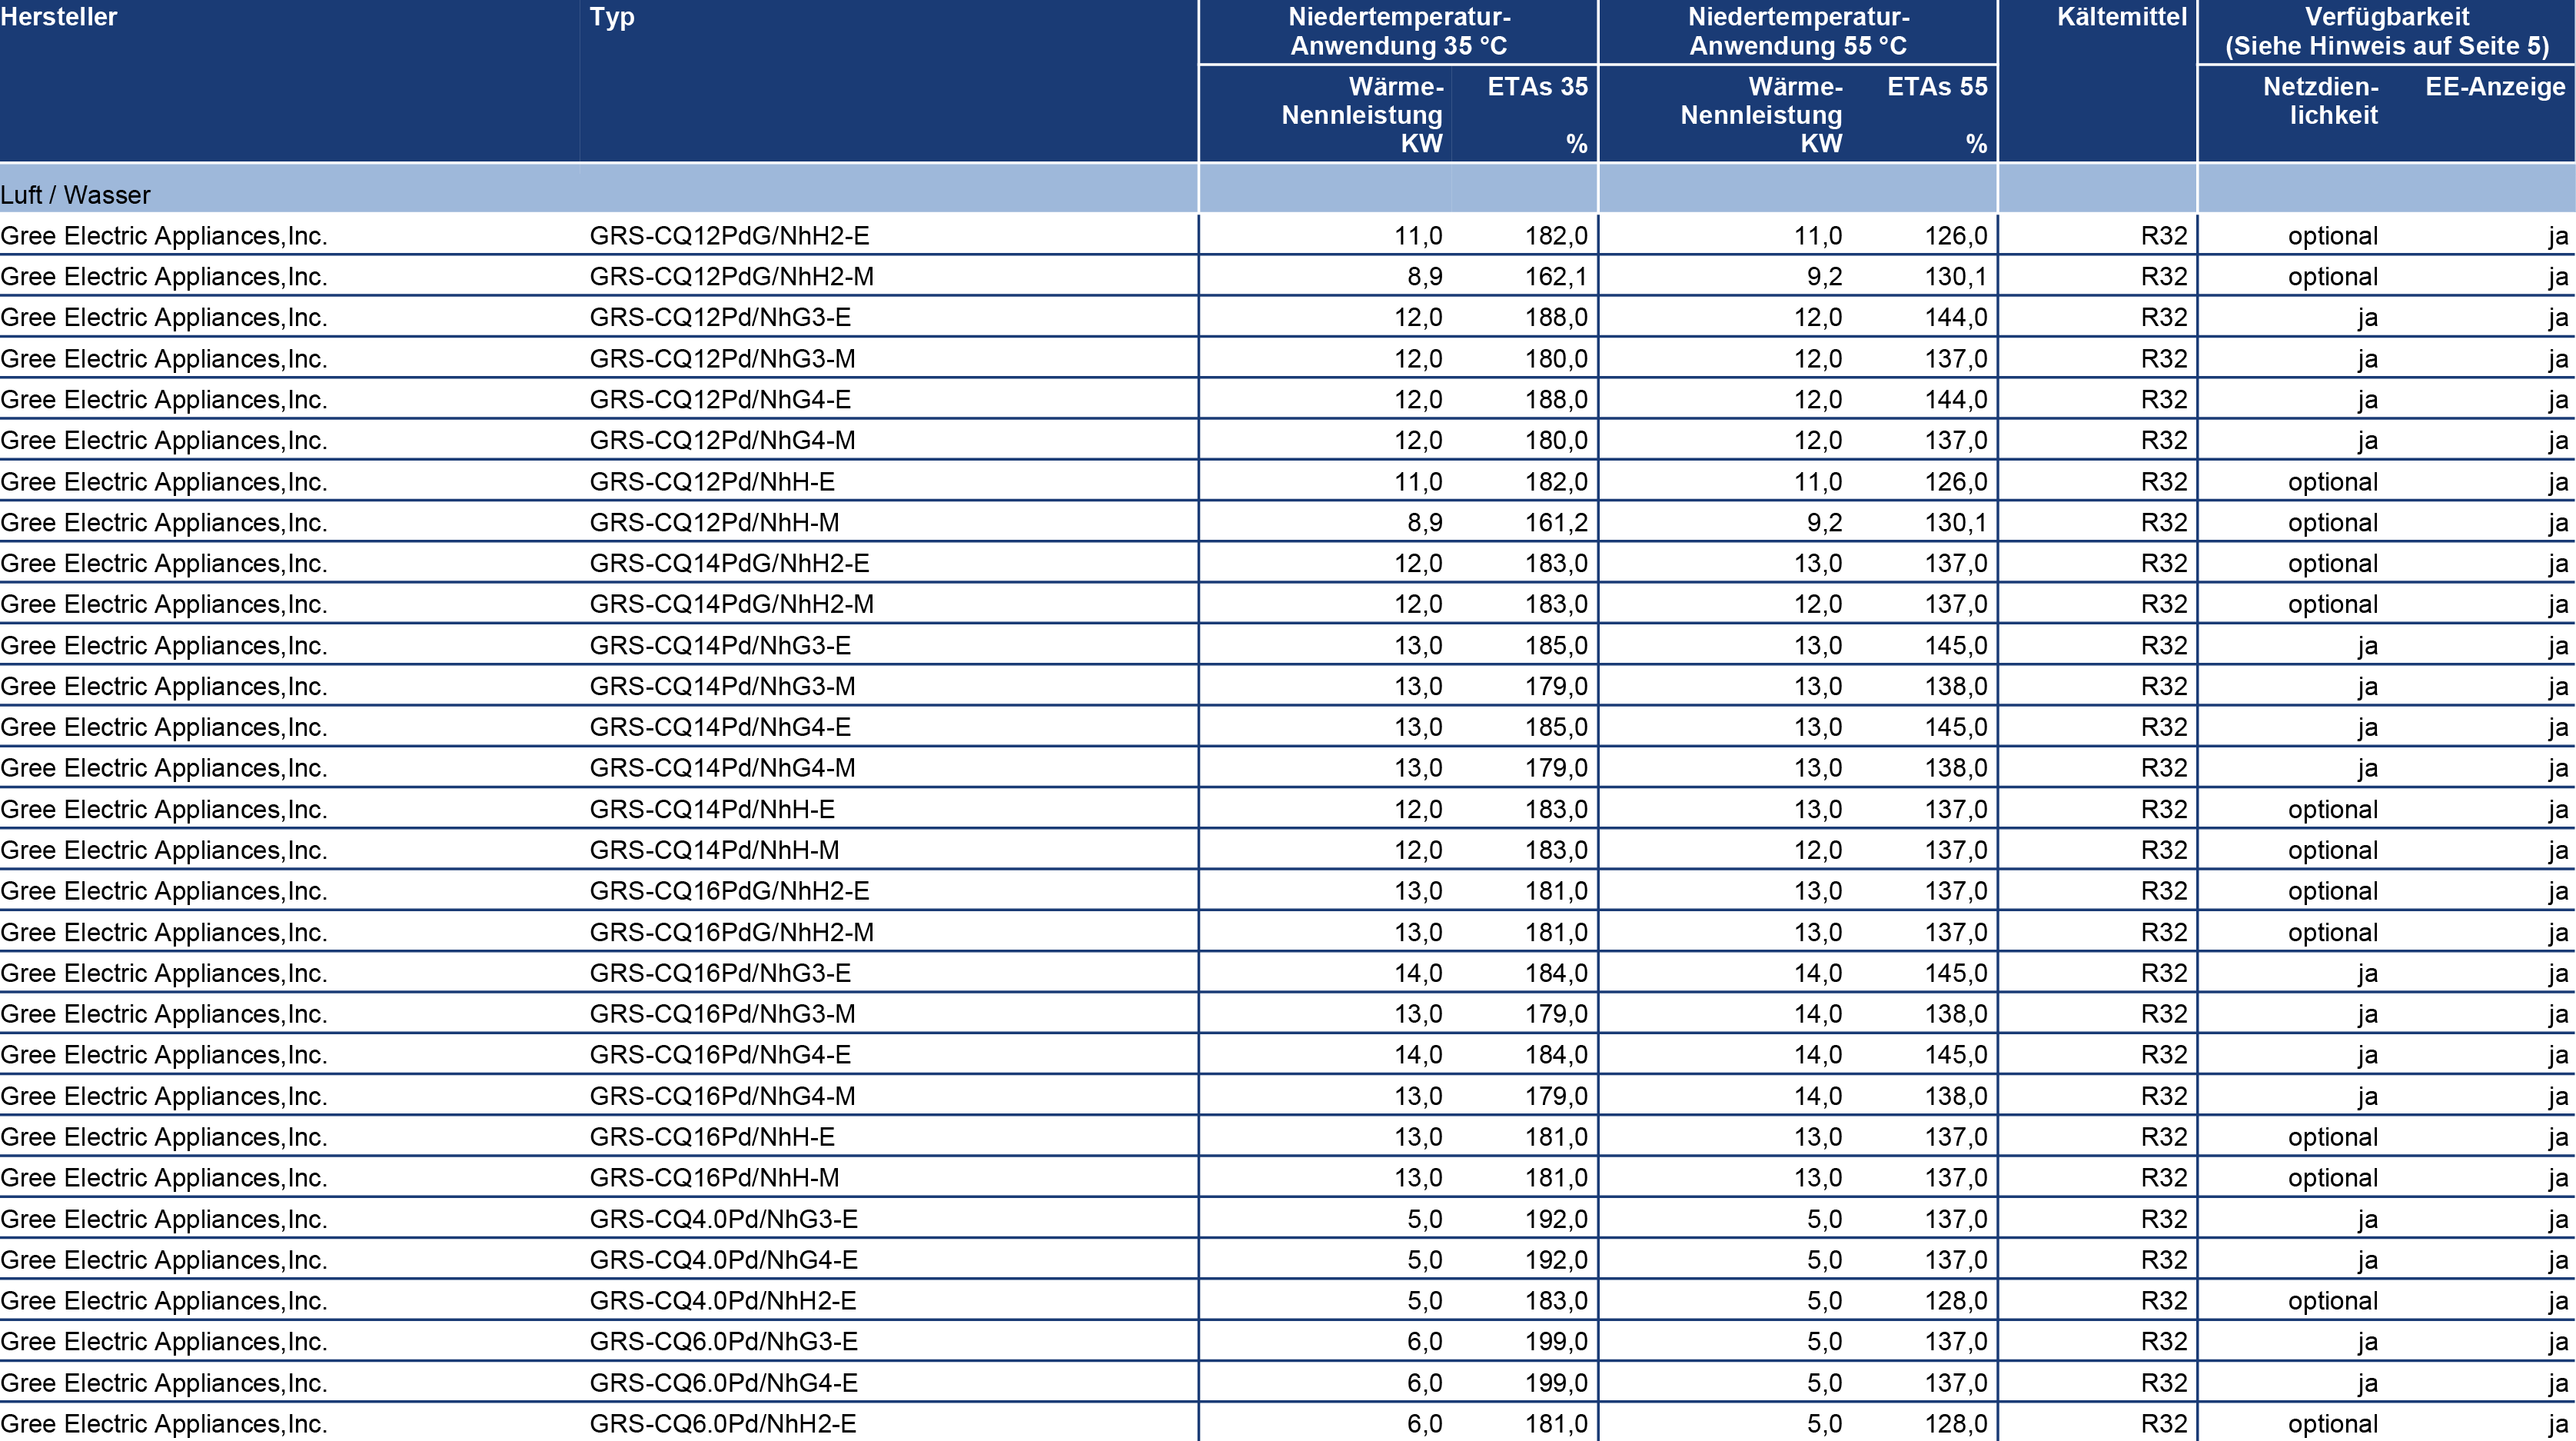 Hersteller Typ Niedertemperatur- Niedertemperatur- Kältemittel Verfügbarkeit
Anwendung 35 °C Anwendung 55 °C (Siehe Hinweis auf Seite 5)
Wärme- ETAs 35 Wärme- ETAs 55 Netzdien- EE-Anzeige
Nennleistung Nennleistung lichkeit
KW % KW %
Luft / Wasser
Gree Electric Appliances,Inc. GRS-CQ12PdG/NhH2-E 11,0 182,0 11,0 126,0 R32 optional ja
Gree Electric Appliances,Inc. GRS-CQ12PdG/NhH2-M 8,9 162,1 9,2 130,1 R32 optional ja
Gree Electric Appliances,Inc. GRS-CQ12Pd/NhG3-E 12,0 188,0 12,0 144,0 R32 ja ja
Gree Electric Appliances,Inc. GRS-CQ12Pd/NhG3-M 12,0 180,0 12,0 137,0 R32 ja ja
Gree Electric Appliances,Inc. GRS-CQ12Pd/NhG4-E 12,0 188,0 12,0 144,0 R32 ja ja
Gree Electric Appliances,Inc. GRS-CQ12Pd/NhG4-M 12,0 180,0 12,0 137,0 R32 ja ja
Gree Electric Appliances,Inc. GRS-CQ12Pd/NhH-E 11,0 182,0 11,0 126,0 R32 optional ja
Gree Electric Appliances,Inc. GRS-CQ12Pd/NhH-M 8,9 161,2 9,2 130,1 R32 optional ja
Gree Electric Appliances,Inc. GRS-CQ14PdG/NhH2-E 12,0 183,0 13,0 137,0 R32 optional ja
Gree Electric Appliances,Inc. GRS-CQ14PdG/NhH2-M 12,0 183,0 12,0 137,0 R32 optional ja
Gree Electric Appliances,Inc. GRS-CQ14Pd/NhG3-E 13,0 185,0 13,0 145,0 R32 ja ja
Gree Electric Appliances,Inc. GRS-CQ14Pd/NhG3-M 13,0 179,0 13,0 138,0 R32 ja ja
Gree Electric Appliances,Inc. GRS-CQ14Pd/NhG4-E 13,0 185,0 13,0 145,0 R32 ja ja
Gree Electric Appliances,Inc. GRS-CQ14Pd/NhG4-M 13,0 179,0 13,0 138,0 R32 ja ja
Gree Electric Appliances,Inc. GRS-CQ14Pd/NhH-E 12,0 183,0 13,0 137,0 R32 optional ja
Gree Electric Appliances,Inc. GRS-CQ14Pd/NhH-M 12,0 183,0 12,0 137,0 R32 optional ja
Gree Electric Appliances,Inc. GRS-CQ16PdG/NhH2-E 13,0 181,0 13,0 137,0 R32 optional ja
Gree Electric Appliances,Inc. GRS-CQ16PdG/NhH2-M 13,0 181,0 13,0 137,0 R32 optional ja
Gree Electric Appliances,Inc. GRS-CQ16Pd/NhG3-E 14,0 184,0 14,0 145,0 R32 ja ja
Gree Electric Appliances,Inc. GRS-CQ16Pd/NhG3-M 13,0 179,0 14,0 138,0 R32 ja ja
Gree Electric Appliances,Inc. GRS-CQ16Pd/NhG4-E 14,0 184,0 14,0 145,0 R32 ja ja
Gree Electric Appliances,Inc. GRS-CQ16Pd/NhG4-M 13,0 179,0 14,0 138,0 R32 ja ja
Gree Electric Appliances,Inc. GRS-CQ16Pd/NhH-E 13,0 181,0 13,0 137,0 R32 optional ja
Gree Electric Appliances,Inc. GRS-CQ16Pd/NhH-M 13,0 181,0 13,0 137,0 R32 optional ja
Gree Electric Appliances,Inc. GRS-CQ4.0Pd/NhG3-E 5,0 192,0 5,0 137,0 R32 ja ja
Gree Electric Appliances,Inc. GRS-CQ4.0Pd/NhG4-E 5,0 192,0 5,0 137,0 R32 ja ja
Gree Electric Appliances,Inc. GRS-CQ4.0Pd/NhH2-E 5,0 183,0 5,0 128,0 R32 optional ja
Gree Electric Appliances,Inc. GRS-CQ6.0Pd/NhG3-E 6,0 199,0 5,0 137,0 R32 ja ja
Gree Electric Appliances,Inc. GRS-CQ6.0Pd/NhG4-E 6,0 199,0 5,0 137,0 R32 ja ja
Gree Electric Appliances,Inc. GRS-CQ6.0Pd/NhH2-E 6,0 181,0 5,0 128,0 R32 optional ja